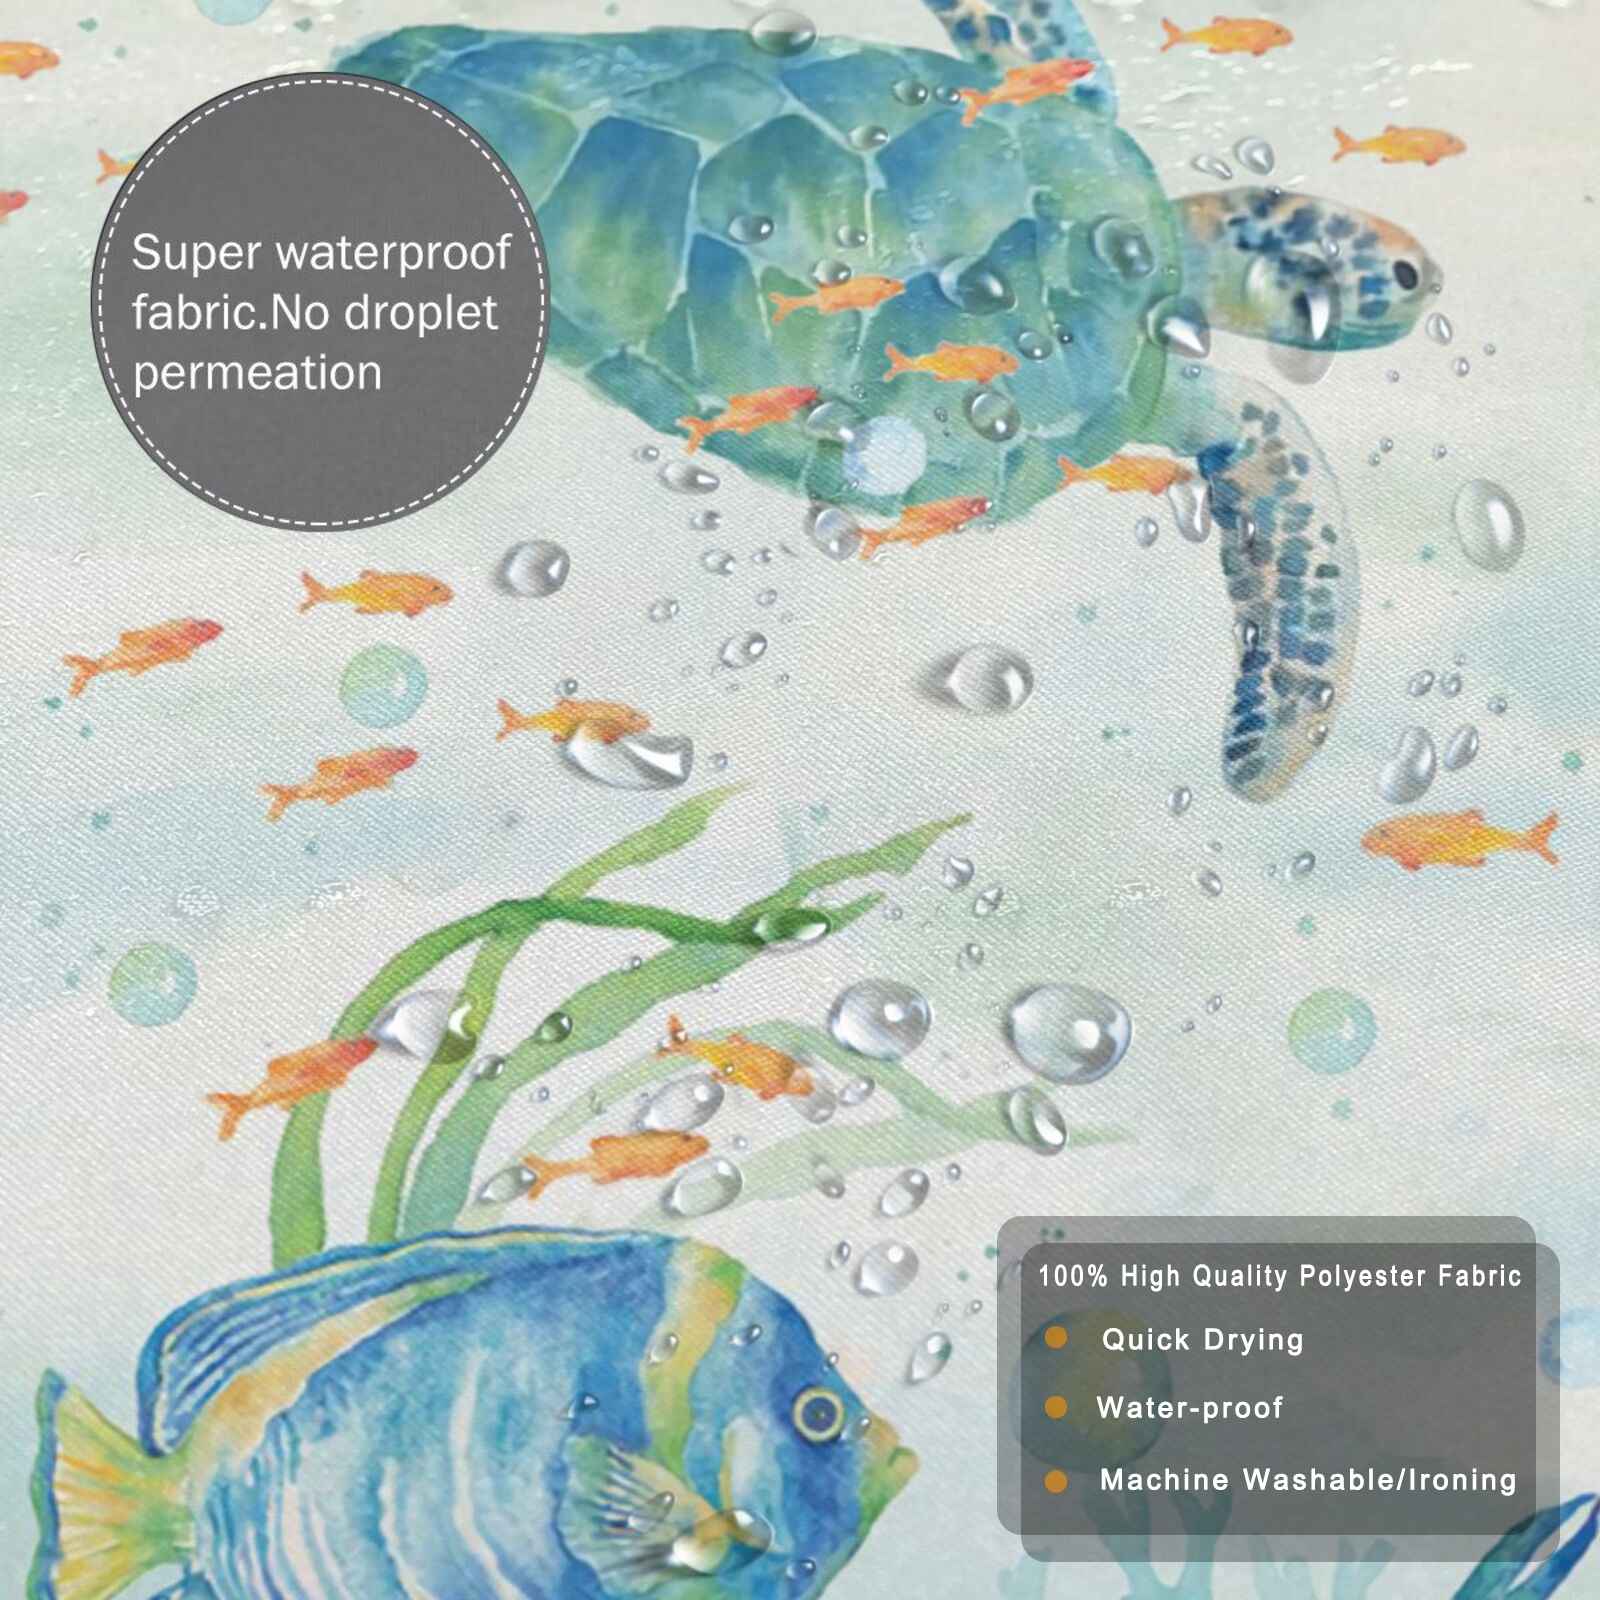 Super waterproof
fabric.No droplet
permeation
100% High Quality Polyester Fabric
Quick Drying
Water-proof
Machine Washable/Ironing